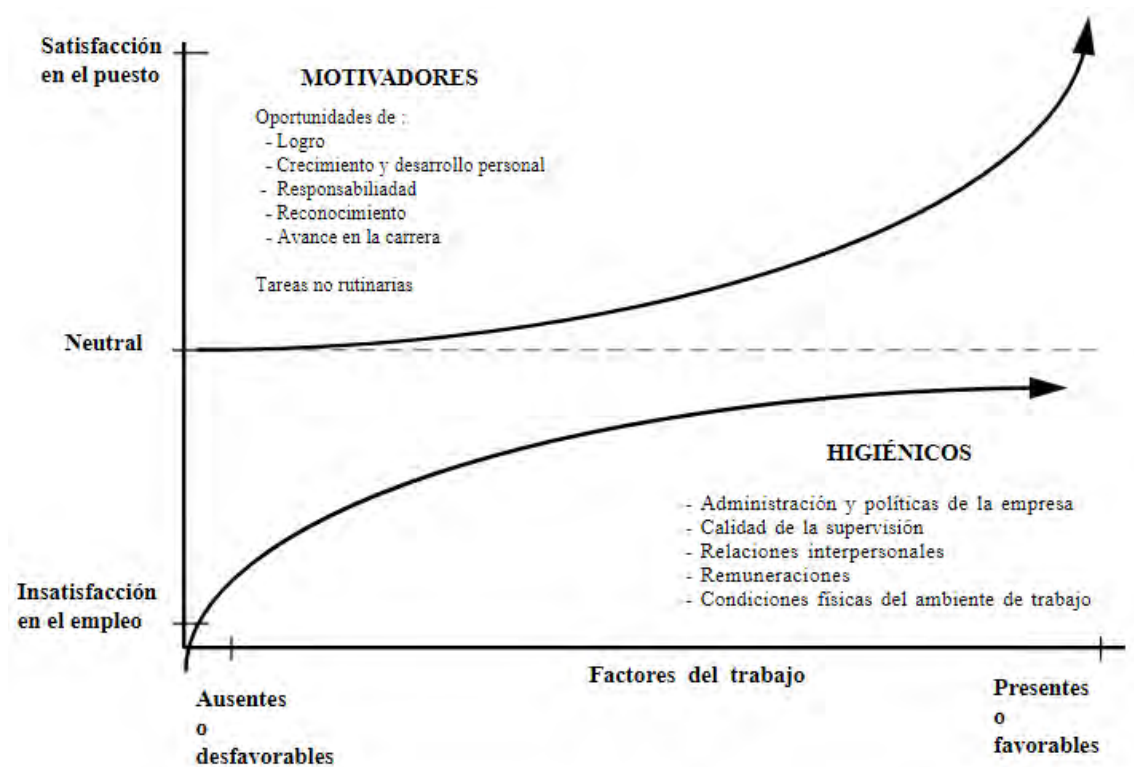 Satisfacción
en el puesto
MOTIVADORES
Oportunidades de :
- Logro
- Crecimiento y desarrollo personal
- Responsabiliadad
- Reconocimiento
- Avance en la carrera
Tareas no rutinarias
Neutral
HIGIÉNICOS
- Administración y políticas de la empresa
- Calidad de la supervisión
- Relaciones interpersonales
- Remuneraciones
- Condiciones físicas del ambiente de trabajo
Insatisfacción
en el empleo
Factores del trabajo
Ausentes
o
desfavorables
Presentes
o
favorables